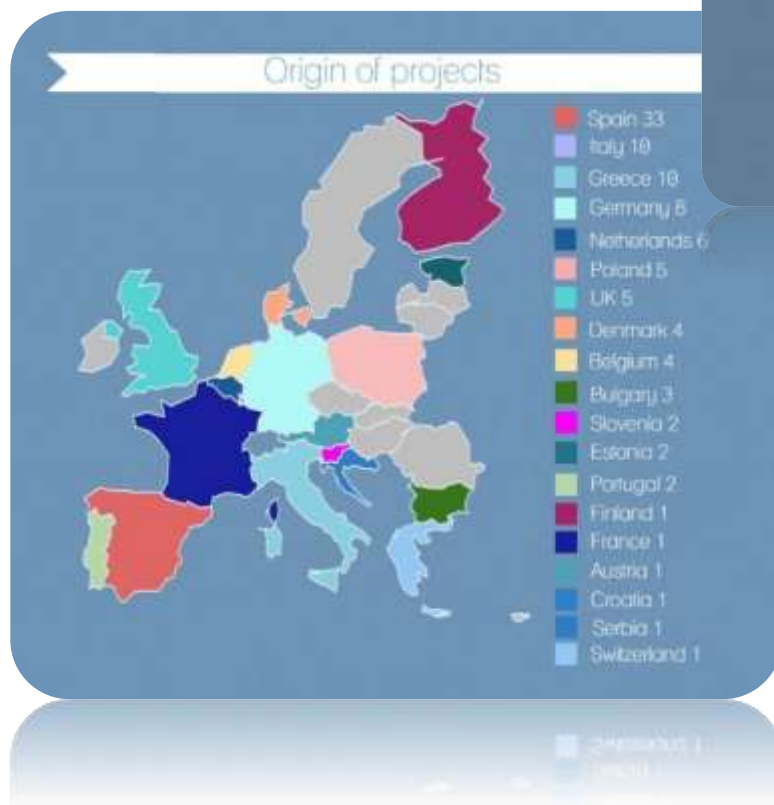 Origin of projects
Spain 33
Italy 10
Greece 10
Germany 6
Netherlands 6
Poland 5
UK 5
Denmark 4
Belgium 4
Bulgary 3
Slovenia 2
Estonia 2
Portugal 2
Finland 1
France 1
Austria 1
Croatia 1
Serbia 1
Switzerland 1